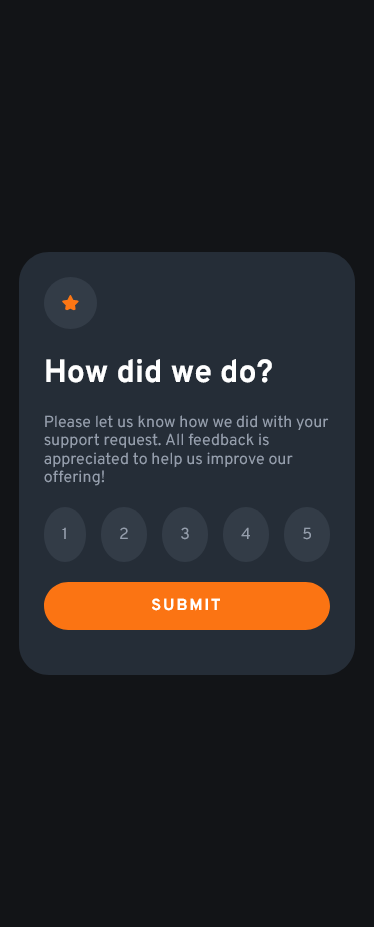 How did we do?
Please let us know how we did with your
support request. All feedback is
appreciated to help us improve our
offering!
1 2 3 4 5
SUBMIT